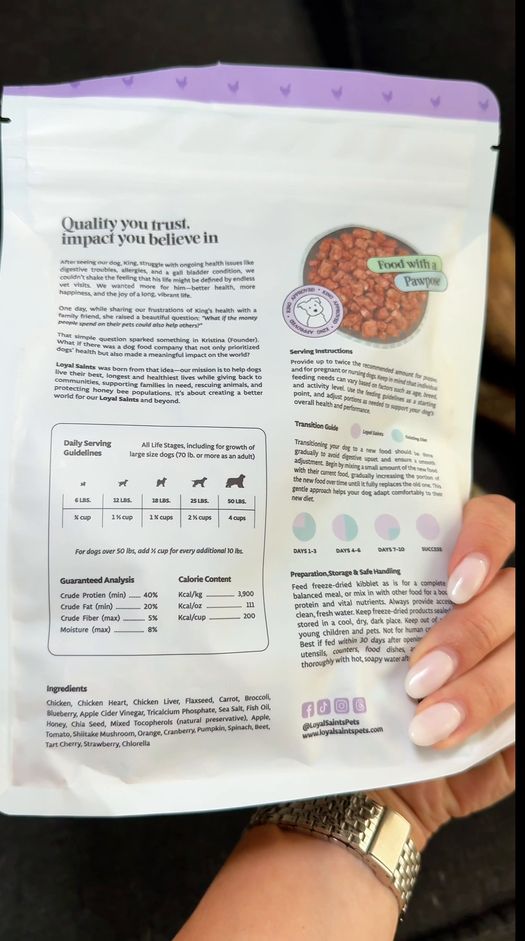 Quality you trust.
impact you believe in
After seeing our dog, King, struggle with ongoing health issues like
digestive troubles, allergies, and a gall bladder condition, we
couldn't shake the feeling that his life might be defined by endless
vet visits. We wanted more for him—better health, more
happiness, and the joy of a long, vibrant life.
One day, while sharing our frustrations of King's health with a
family friend, she raised a beautiful question: "What if the money
people spend on their pets could also help others?"
That simple question sparked something in Kristina (Founder).
What if there was a dog food company that not only prioritized
dogs' health but also made a meaningful impact on the world?
Loyal Saints was born from that idea—our mission is to help dogs
live their best, longest and healthiest lives while giving back to
communities, supporting families in need, rescuing animals, and
protecting honey bee populations. It's about creating a better
world for our Loyal Saints and beyond.
Daily Serving
Guidelines
All Life Stages, including for growth of
large size dogs (70 lb. or more as an adult)
6 LBS. 12 LBS. 18 LBS. 25 LBS. 50 LBS.
4 cups
For dogs over 50 lbs, add ½ cup for every additional 10 lbs.
Guaranteed Analysis
Crude Protien (min) 40%
Crude Fat (min) 20%
Crude Fiber (max) 5%
Moisture (max) 8%
Calorie Content
Kcal/kg 3,900
Kcal/oz 111
Kcal/cup 200
Ingredients
Chicken, Chicken Heart, Chicken Liver, Flaxseed, Carrot, Broccoli,
Blueberry, Apple Cider Vinegar, Tricalcium Phosphate, Sea Salt, Fish Oil,
Honey, Chia Seed, Mixed Tocopherols (natural preservative), Apple,
Tomato, Shiitake Mushroom, Orange, Cranberry, Pumpkin, Spinach, Beet,
Tart Cherry, Strawberry, Chlorella
Food with a
Pawpose
KING APPROVED • KING APPROVED
Serving Instructions
Provide up to twice the recommended amount for puppies
and for pregnant or nursing dogs. Keep in mind that individual
feeding needs can vary based on factors such as age, breed,
and activity level. Use the feeding guidelines as a starting
point, and adjust portions as needed to support your dog's
overall health and performance.
Transition Guide
Loyal Saints
Existing Diet
Transitioning your dog to a new food should be done
gradually to avoid digestive upset and ensure a smooth
adjustment. Begin by mixing a small amount of the new food
with their current food, gradually increasing the portion of
the new food over time until it fully replaces the old one. This
gentle approach helps your dog adapt comfortably to their
new diet.
DAYS 1-3 DAYS 4-6 DAYS 7-10 SUCCESS
Preparation, Storage & Safe Handling
Feed freeze-dried kibblet as is for a complete
balanced meal, or mix in with other food for a
protein and vital nutrients. Always provide
clean, fresh water. Keep freeze-dried products
stored in a cool, dry, dark place. Keep out of
young children and pets. Not for human
Best if fed within 30 days after
utensils, counters, food dishes,
thoroughly with hot, soapy water
@LoyalSaintsPets
www.loyalsaintspets.com